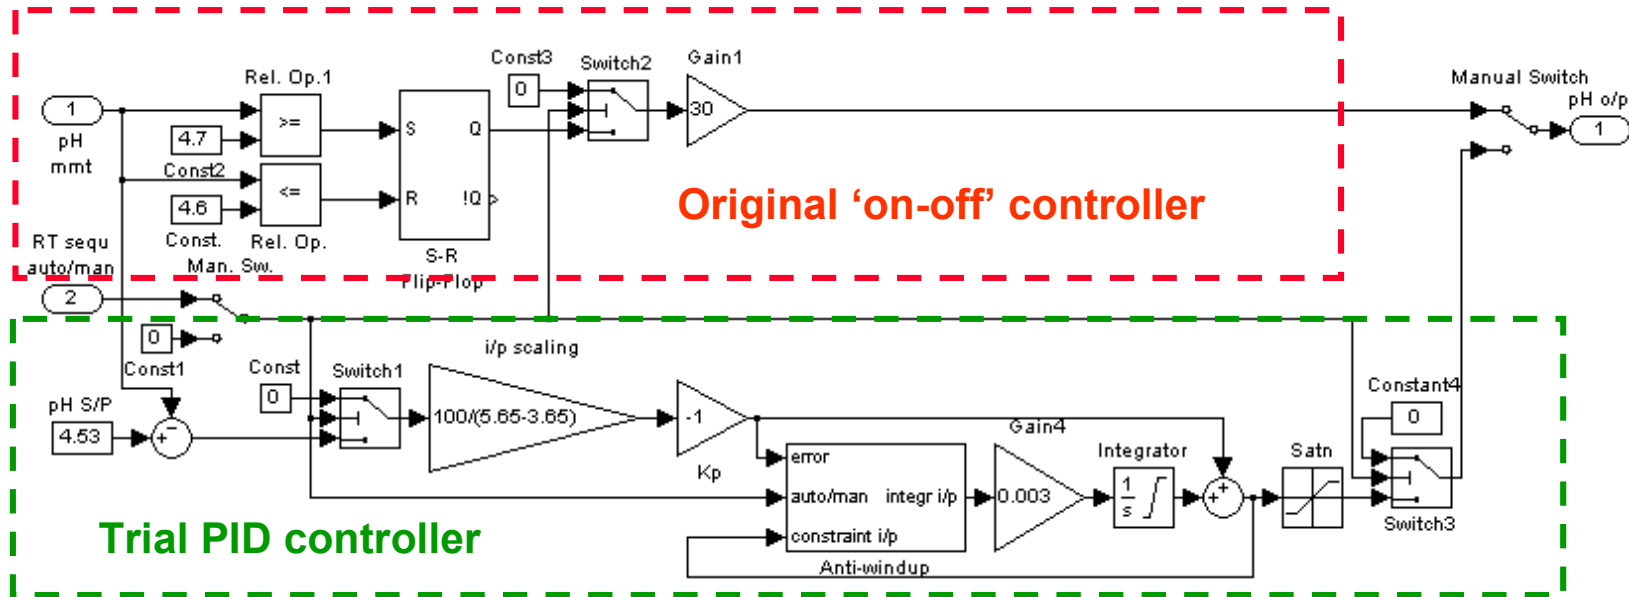 Const3
Switch2
Gain1
Rel. Op.1
Manual Switch
pH o/p
1
pH
mmt
>=
4.7
Const2
0
S
Q
30
1
<=
4.6
Const.
Rel. Op.
R
!Q
S-R
Flip-Flop
Original ‘on-off’ controller
RT sequ
auto/man
2
Man. Sw.
0
Const1
i/p scaling
Const
0
Switch1
100/(5.65-3.65)
-1
Kp
pH S/P
4.53
+
−
error
auto/man
integr i/p
constraint i/p
Anti-windup
Gain4
0.003
Integrator
1
s
+
+
Satn
Constant4
0
Switch3
Trial PID controller